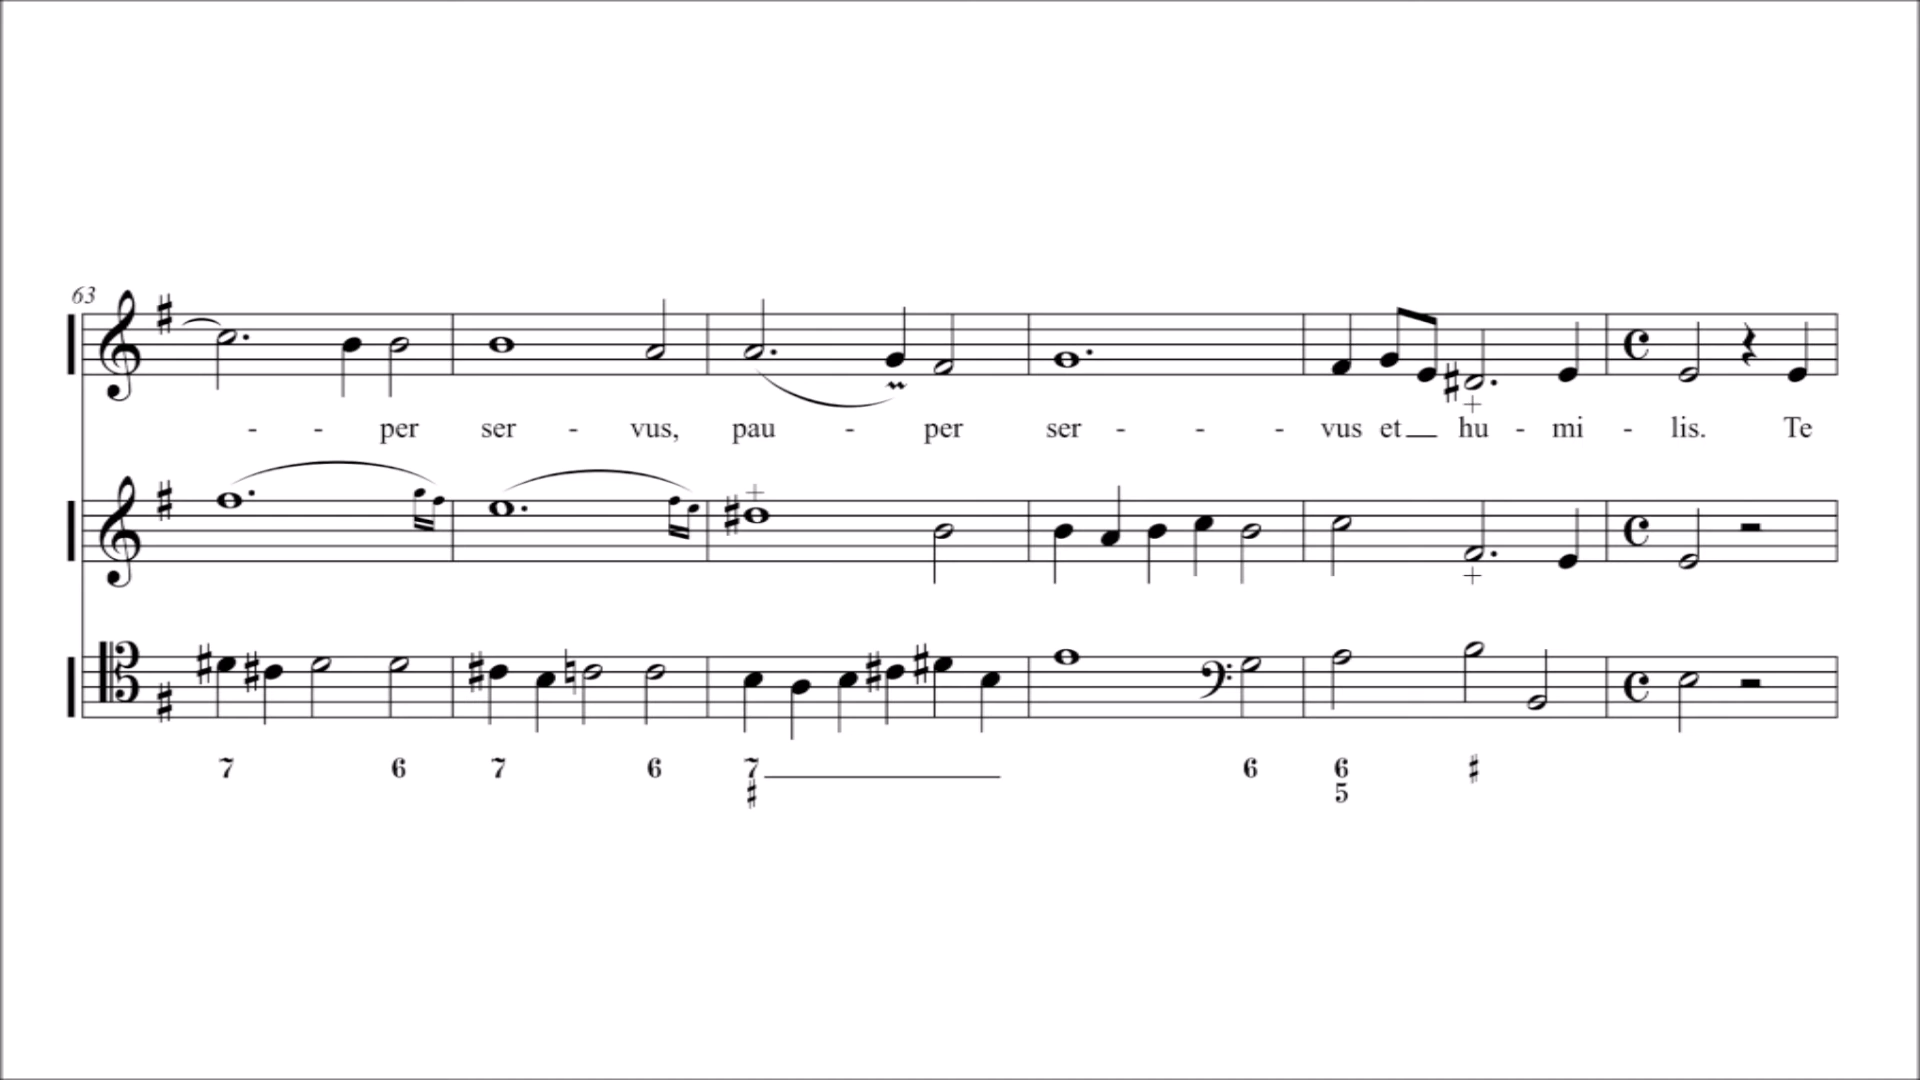 63
- - per ser - vus, pau - per ser - - - vus et hu - mi - lis. Te
7 6 7 6 7 6 6 ♯
♯ 5